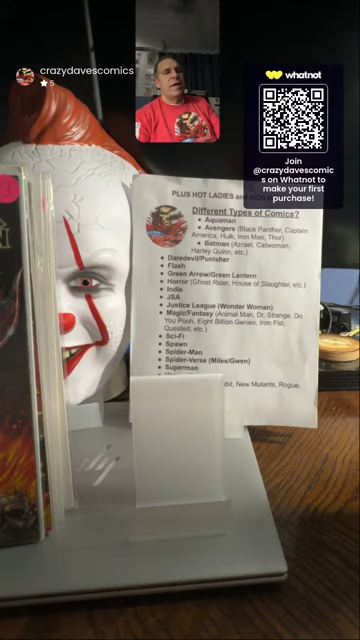 crazydavescomics
★5
whatnot
Join
@crazydavescomic
s on Whatnot to
make your first
purchase!
PLUS HOT LADIES and
Different Types of Comics?
Aquaman
Avengers (Black Panther, Captain
America, Hulk, Iron Man, Thor)
Batman (Azrael, Catwoman,
Harley Quinn, etc.)
Daredevil/Punisher
Flash
Green Arrow/Green Lantern
Horror (Ghost Rider, House of Slaughter, etc.)
Indie
JSA
Justice League (Wonder Woman)
Magic/Fantasy (Animal Man, Dr. Strange, Do
You Pooh, Eight Billion Genies, Iron Fist,
Quested, etc.)
Sci-Fi
Spawn
Spider-Man
Spider-Verse (Miles/Gwen)
Superman
bit, New Mutants, Rogue,
hp